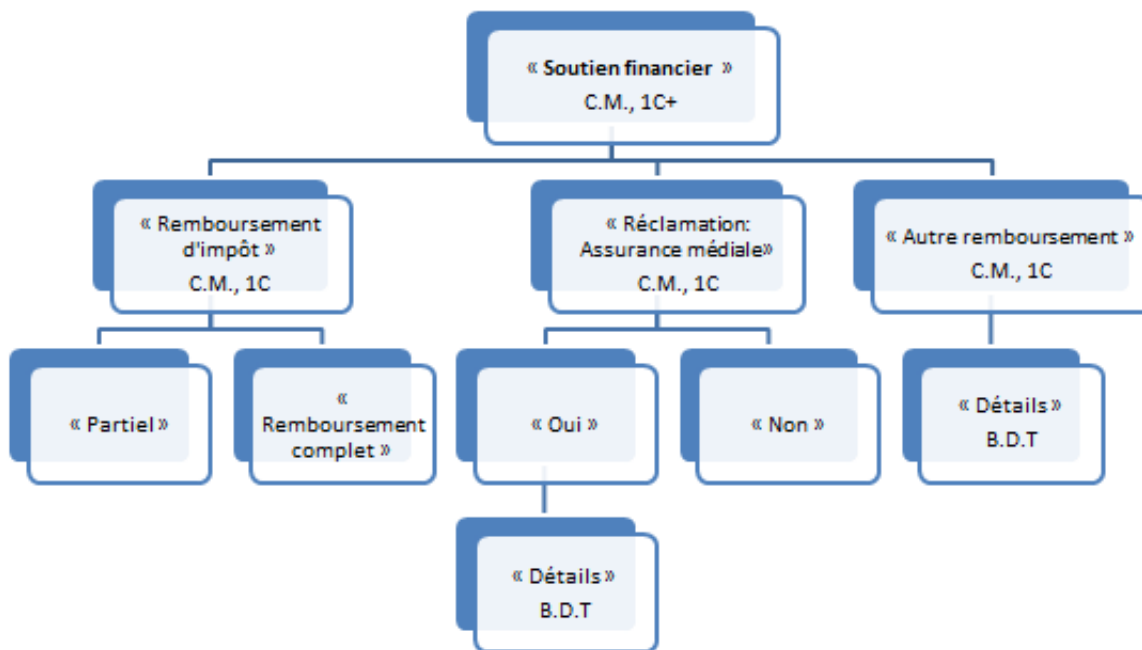 « Soutien financier »
C.M., 1C+
« Remboursement
d'impôt »
C.M., 1C
« Réclamation:
Assurance médiale»
C.M., 1C
« Autre remboursement »
C.M., 1C
« Partiel »
«
Remboursement
complet »
« Oui »
« Non »
« Détails »
B.D.T
« Détails »
B.D.T